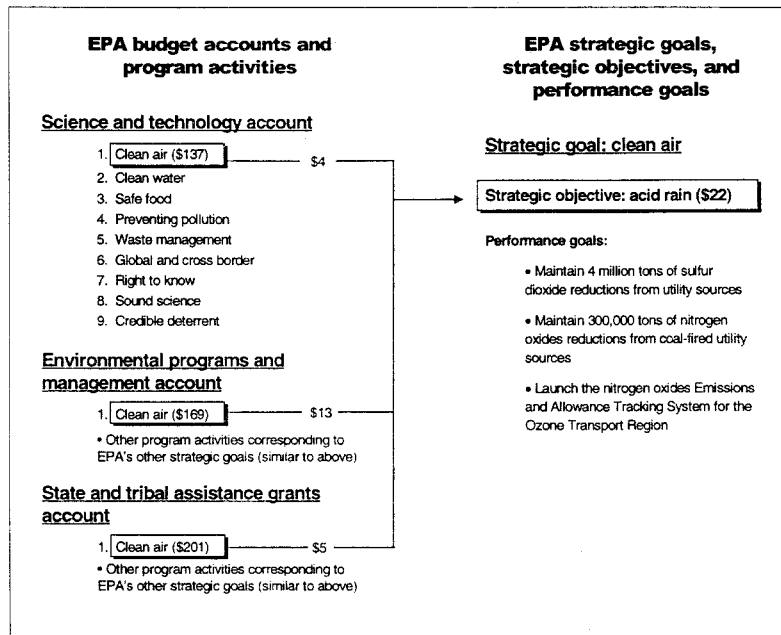 EPA budget accounts and
program activities
Science and technology account
1. Clean air ($137)
$4
2. Clean water
3. Safe food
4. Preventing pollution
5. Waste management
6. Global and cross border
7. Right to know
8. Sound science
9. Credible deterrent
Environmental programs and
management account
1. Clean air ($169)
$13
• Other program activities corresponding to
EPA's other strategic goals (similar to above)
State and tribal assistance grants
account
1. Clean air ($201)
$5
• Other program activities corresponding to
EPA's other strategic goals (similar to above)
EPA strategic goals,
strategic objectives, and
performance goals
Strategic goal: clean air
Strategic objective: acid rain ($22)
Performance goals:
• Maintain 4 million tons of sulfur
dioxide reductions from utility sources
• Maintain 300,000 tons of nitrogen
oxides reductions from coal-fired utility
sources
• Launch the nitrogen oxides Emissions
and Allowance Tracking System for the
Ozone Transport Region